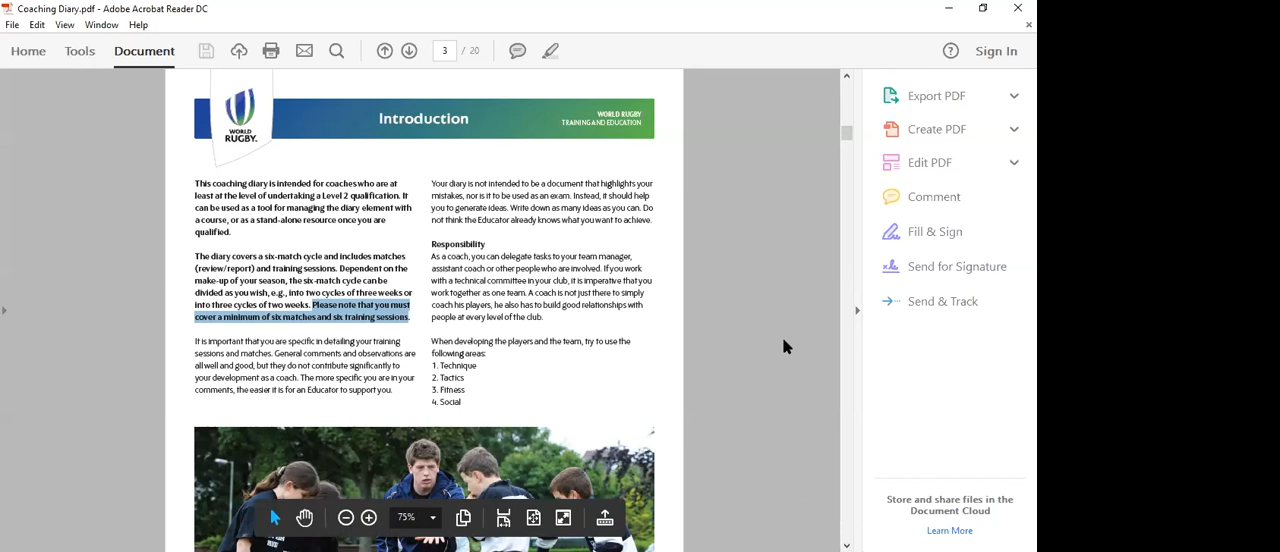 Coaching Diary.pdf - Adobe Acrobat Reader DC
File Edit View Window Help
Home Tools Document 3 / 20 Sign In
WORLD RUGBY.
Introduction
WORLD RUGBY
TRAINING AND EDUCATION
This coaching diary is intended for coaches who are at
least at the level of undertaking a Level 2 qualification. It
can be used as a tool for managing the diary element with
a course, or as a stand-alone resource once you are
qualified.
The diary covers a six-match cycle and includes matches
(review/report) and training sessions. Dependent on the
make-up of your season, the six-match cycle can be
divided as you wish, e.g., into two cycles of three weeks or
into three cycles of two weeks. Please note that you must
cover a minimum of six matches and six training sessions.
It is important that you are specific in detailing your training
sessions and matches. General comments and observations are
all well and good, but they do not contribute significantly to
your development as a coach. The more specific you are in your
comments, the easier it is for an Educator to support you.
Your diary is not intended to be a document that highlights your
mistakes, nor is it to be used as an exam. Instead, it should help
you to generate ideas. Write down as many ideas as you can. Do
not think the Educator already knows what you want to achieve.
Responsibility
As a coach, you can delegate tasks to your team manager,
assistant coach or other people who are involved. If you work
with a technical committee in your club, it is imperative that you
work together as one team. A coach is not just there to simply
coach his players, he also has to build good relationships with
people at every level of the club.
When developing the players and the team, try to use the
following areas:
1. Technique
2. Tactics
3. Fitness
4. Social
75%
Export PDF
Create PDF
Edit PDF
Comment
Fill & Sign
Send for Signature
Send & Track
Store and share files in the
Document Cloud
Learn More